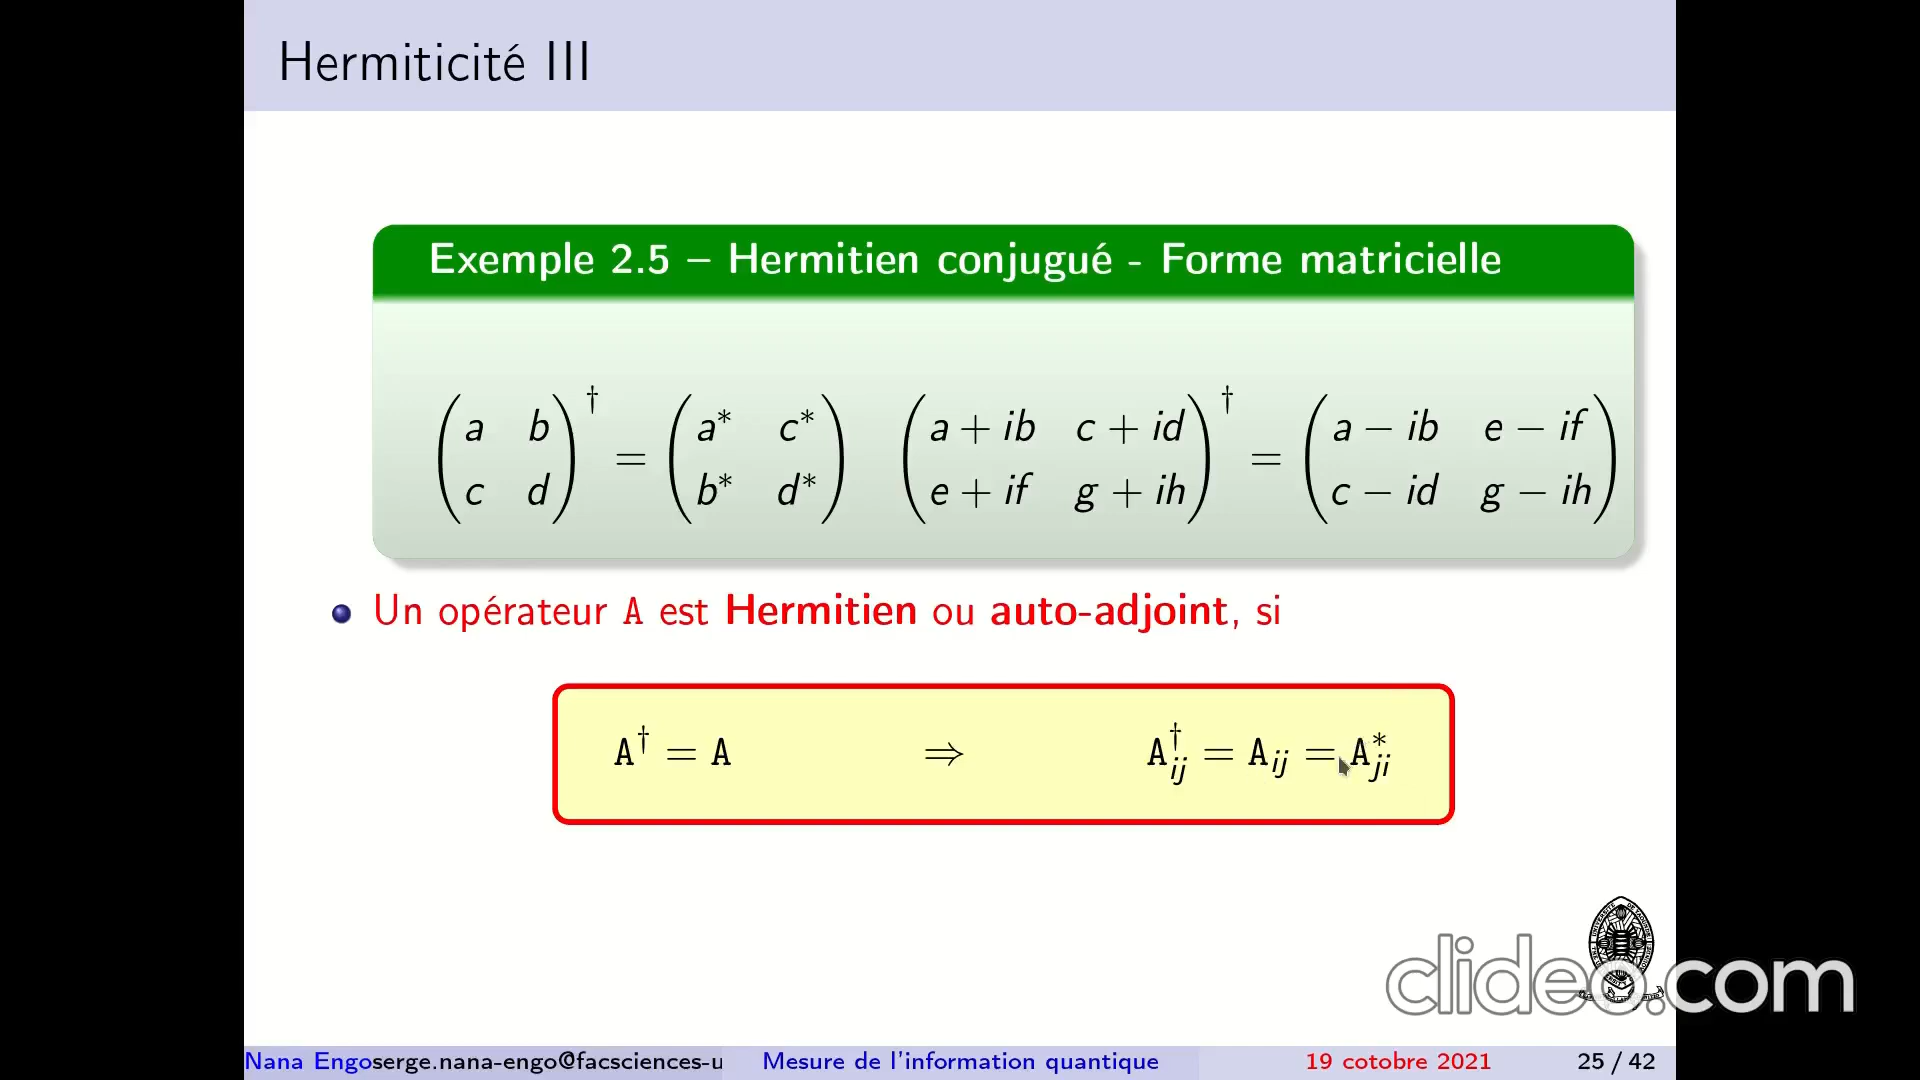 Hermiticité III
Exemple 2.5 – Hermitien conjugué - Forme matricielle
(a b; c d)† = (a* c*; b* d*)   (a + ib c + id; e + if g + ih)† = (a − ib e − if; c − id g − ih)
Un opérateur A est Hermitien ou auto-adjoint, si
A† = A ⇒ A†ij = Aij = A*ji
clideo.com
Nana Engoserge.nana-engo@facsciences-u Mesure de l'information quantique 19 cotobre 2021 25 / 42